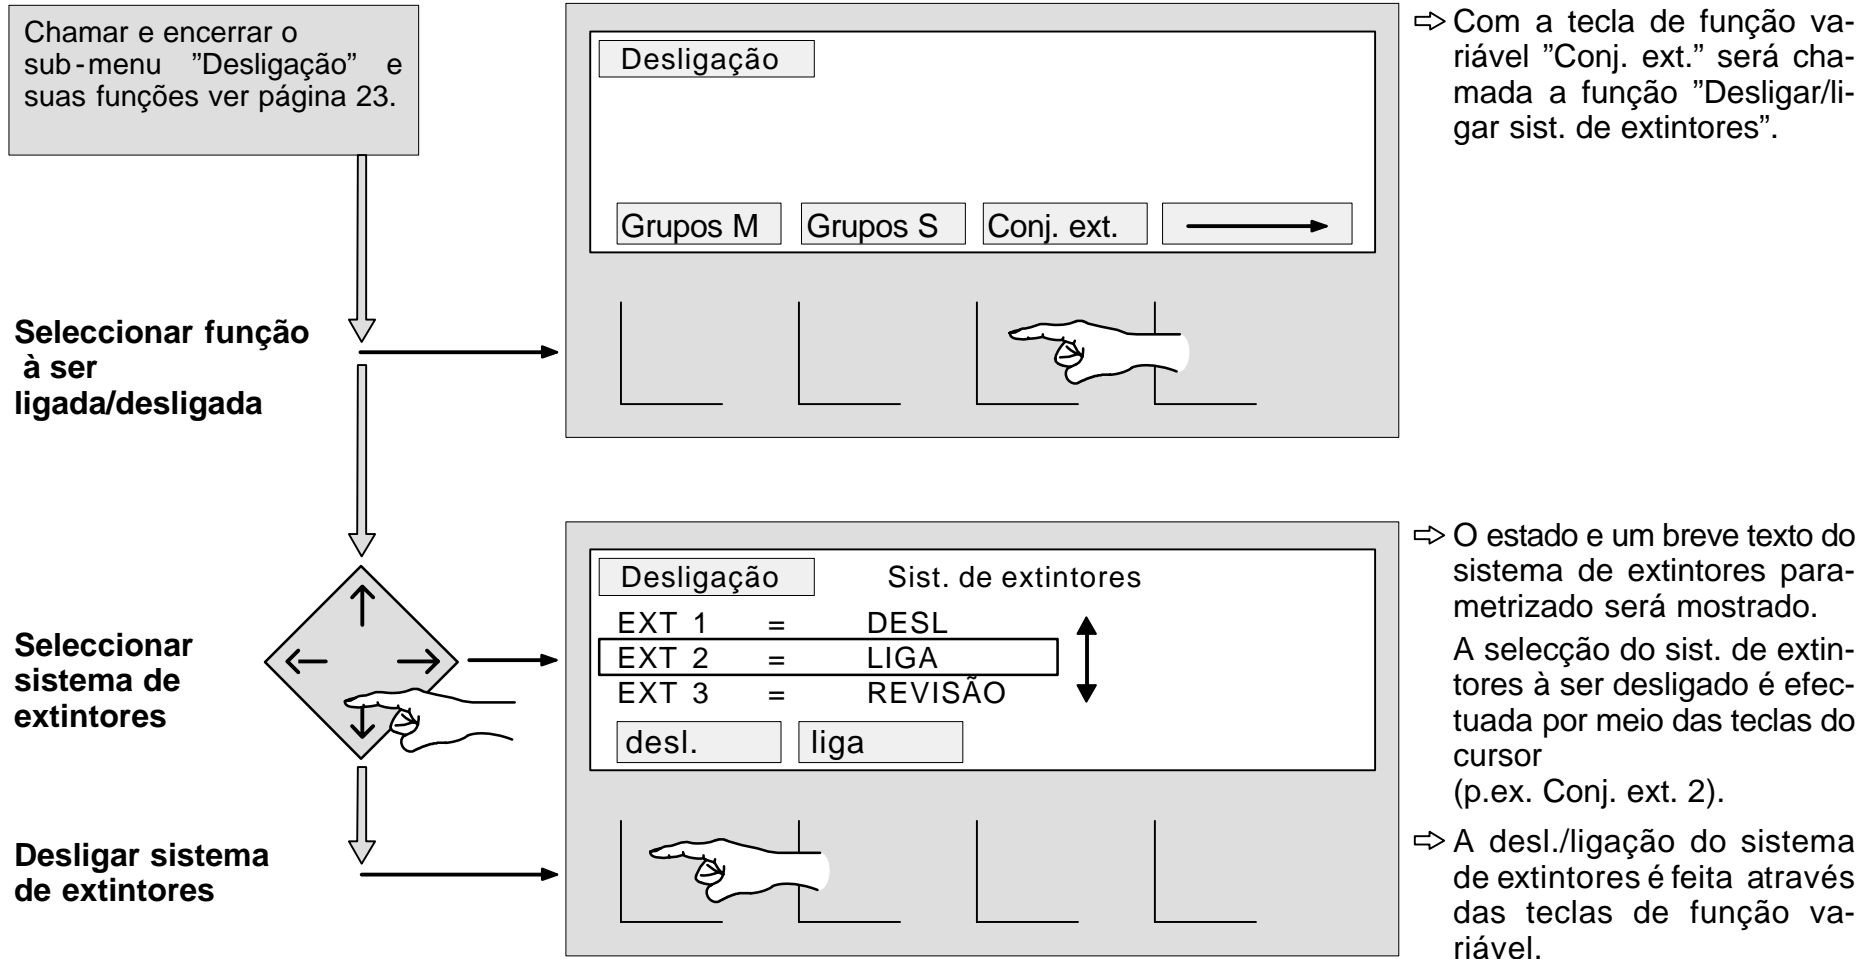 Chamar e encerrar o
sub-menu ”Desligação” e
suas funções ver página 23.
Desligação
Grupos M Grupos S Conj. ext.
⇨ Com a tecla de função va-
riável "Conj. ext." será cha-
mada a função ”Desligar/li-
gar sist. de extintores”.
Seleccionar função
à ser
ligada/desligada
Seleccionar
sistema de
extintores
Desligação Sist. de extintores
EXT 1 = DESL
EXT 2 = LIGA
EXT 3 = REVISÃO
desl. liga
⇨ O estado e um breve texto do
sistema de extintores para-
metrizado será mostrado.
A selecção do sist. de extin-
tores à ser desligado é efec-
tuada por meio das teclas do
cursor
(p.ex. Conj. ext. 2).
Desligar sistema
de extintores
⇨ A desl./ligação do sistema
de extintores é feita através
das teclas de função va-
riável.